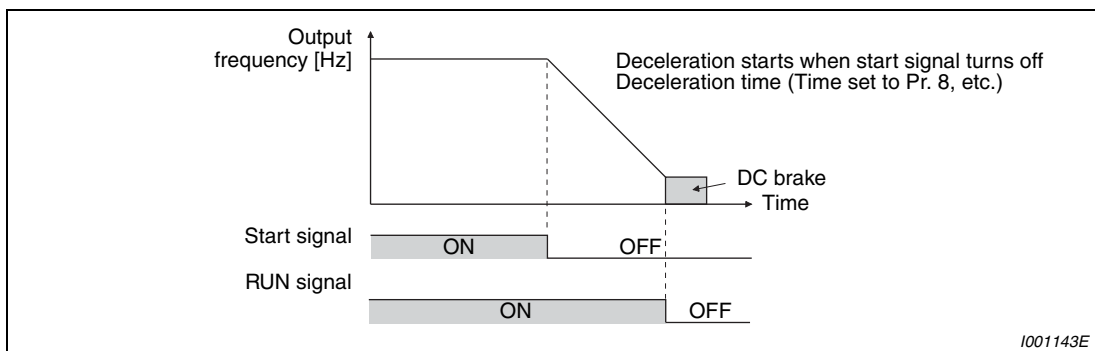 Output
frequency [Hz]
Deceleration starts when start signal turns off
Deceleration time (Time set to Pr. 8, etc.)
DC brake
Time
Start signal
ON
OFF
RUN signal
ON
OFF
I001143E